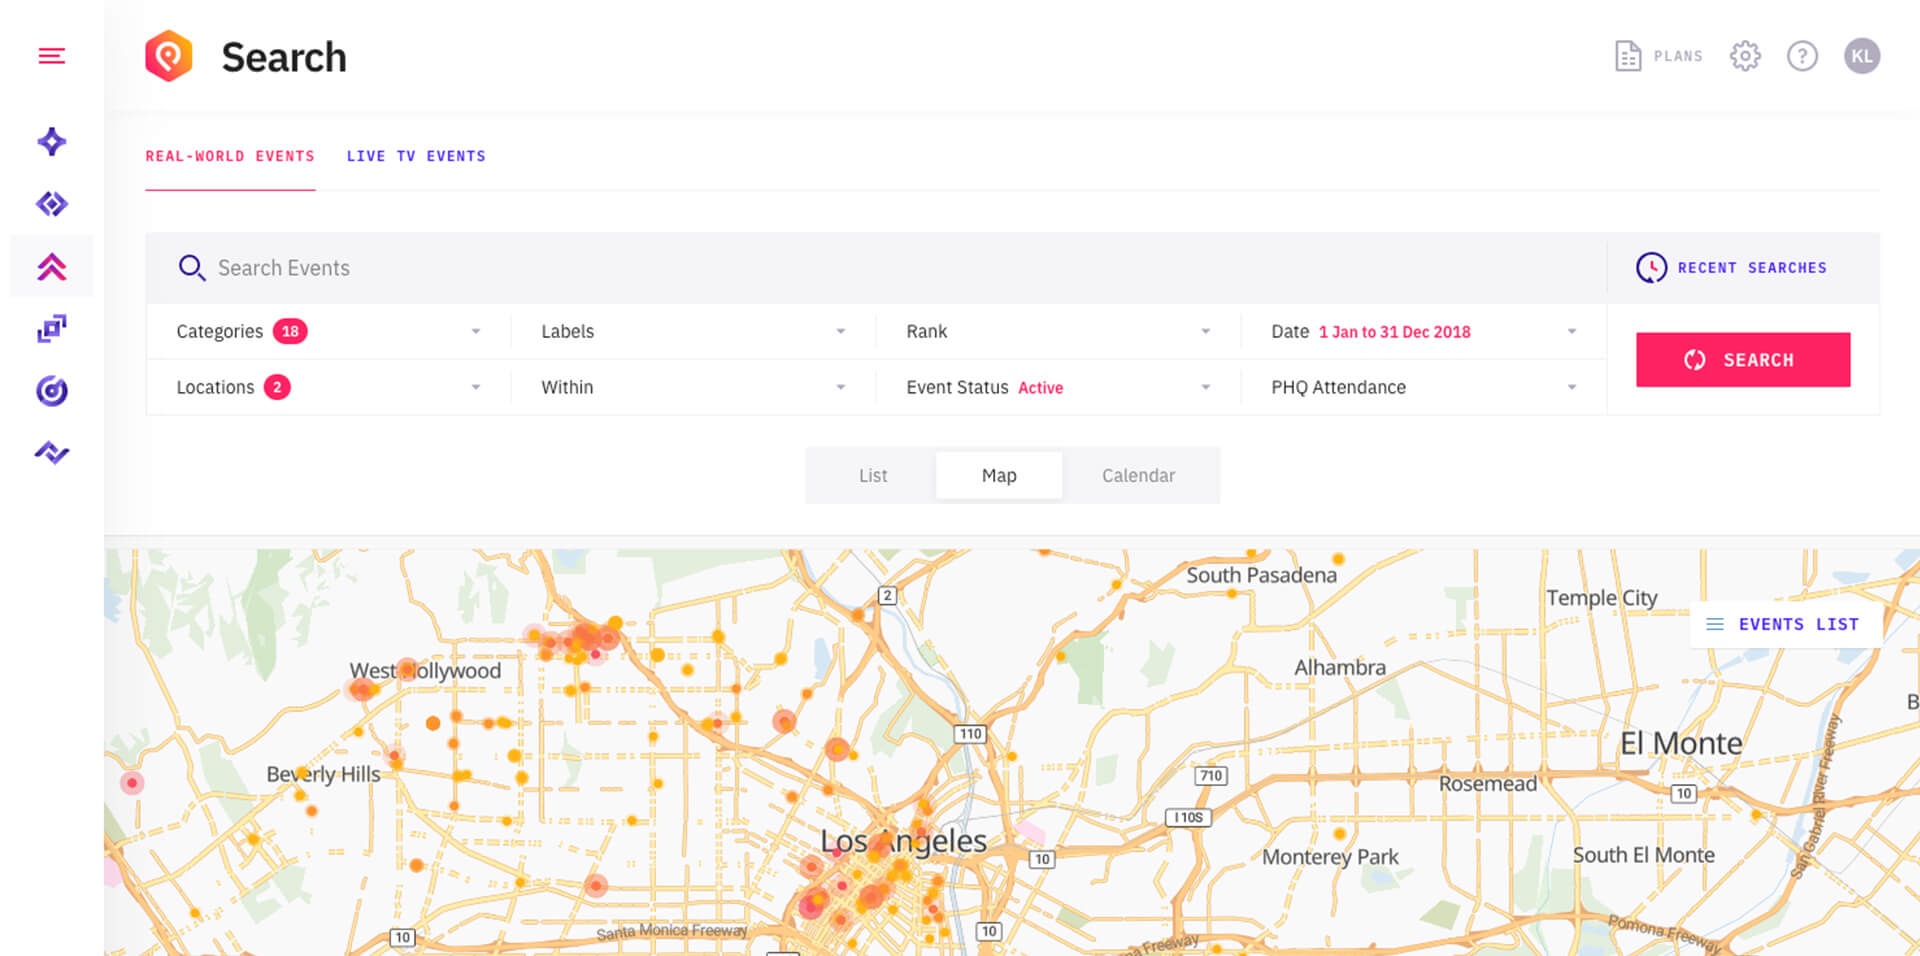 Search
PLANS
KL
REAL-WORLD EVENTS
LIVE TV EVENTS
Search Events
RECENT SEARCHES
Categories 18
Labels
Rank
Date 1 Jan to 31 Dec 2018
SEARCH
Locations 2
Within
Event Status Active
PHQ Attendance
List
Map
Calendar
South Pasadena
2
Temple City
EVENTS LIST
West Hollywood
Alhambra
B
110
El Monte
Beverly Hills
710
Rosemead
10
I 10S
San Gabriel River Freeway
Los Angeles
10
Monterey Park
South El Monte
10
Santa Monica Freeway
10
Pomona Freeway
na Freeway